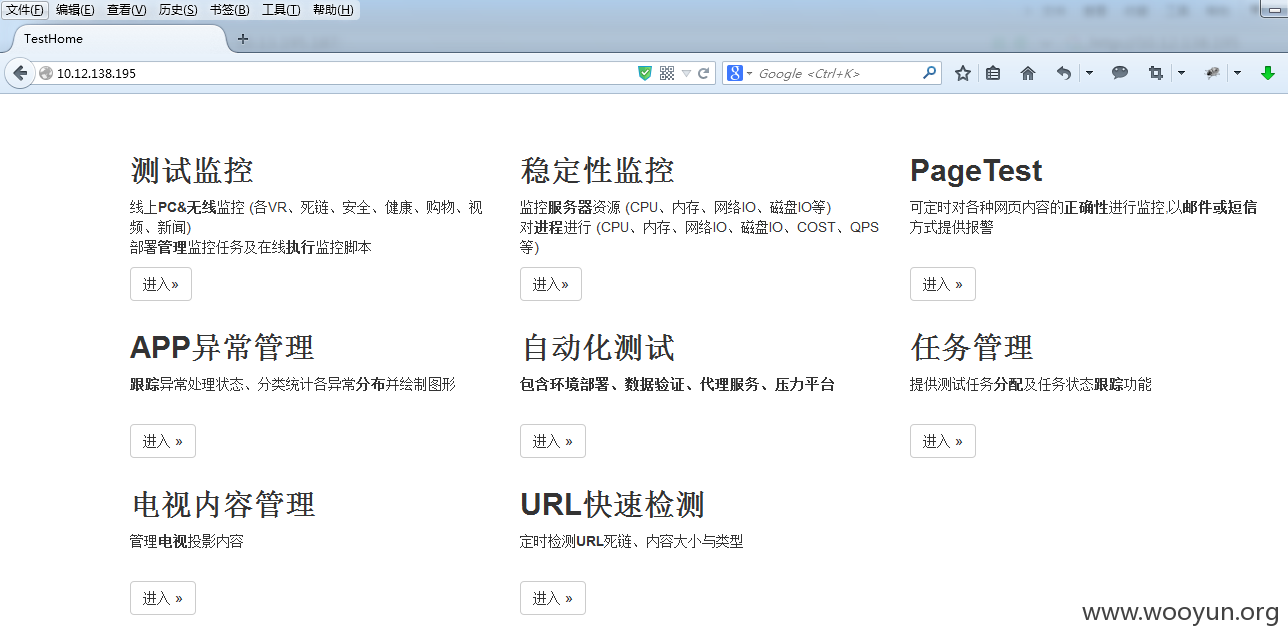 文件(F) 编辑(E) 查看(V) 历史(S) 书签(B) 工具(T) 帮助(H)
TestHome
10.12.138.195
Google <Ctrl+K>
测试监控
线上PC&无线监控 (各VR、死链、安全、健康、购物、视
频、新闻)
部署管理监控任务及在线执行监控脚本
进入»
稳定性监控
监控服务器资源 (CPU、内存、网络IO、磁盘IO等)
对进程进行 (CPU、内存、网络IO、磁盘IO、COST、QPS
等)
进入»
PageTest
可定时对各种网页内容的正确性进行监控,以邮件或短信
方式提供报警
进入 »
APP异常管理
跟踪异常处理状态、分类统计各异常分布并绘制图形
进入 »
自动化测试
包含环境部署、数据验证、代理服务、压力平台
进入 »
任务管理
提供测试任务分配及任务状态跟踪功能
进入 »
电视内容管理
管理电视投影内容
进入 »
URL快速检测
定时检测URL死链、内容大小与类型
进入 »
www.wooyun.org